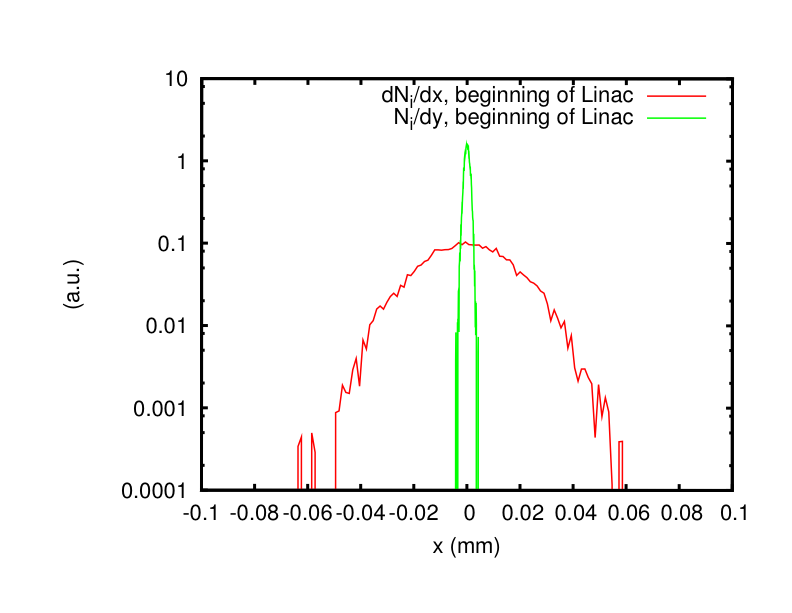 10
dN_i/dx, beginning of Linac
N_i/dy, beginning of Linac
1
0.1
(a.u.)
0.01
0.001
0.0001
-0.1 -0.08 -0.06 -0.04 -0.02 0 0.02 0.04 0.06 0.08 0.1
x (mm)